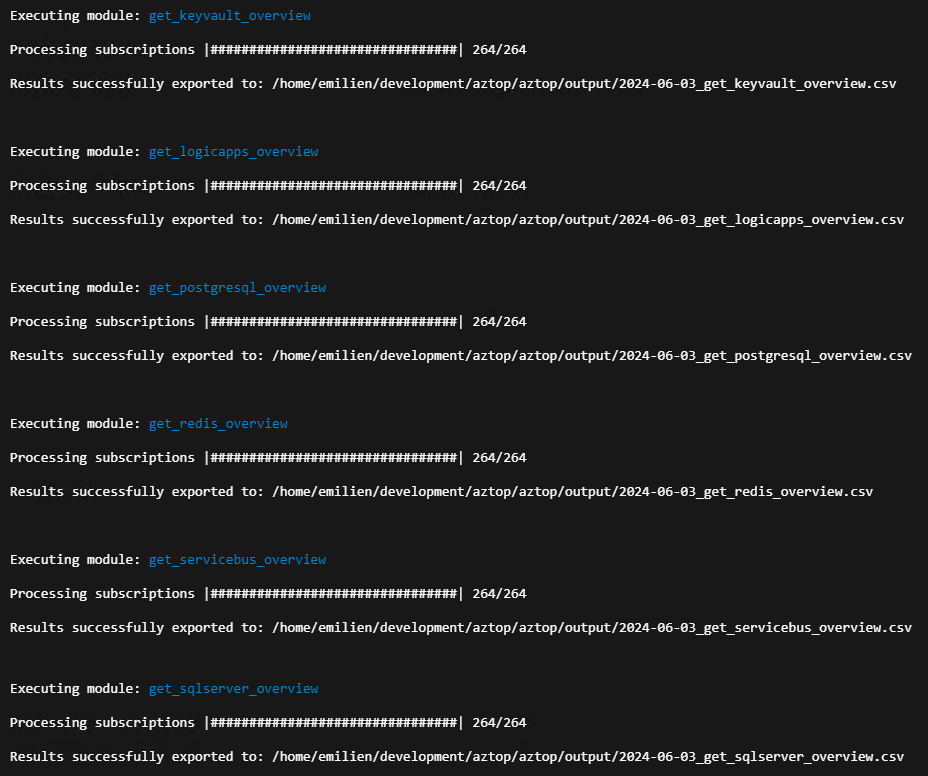 Executing module: get_keyvault_overview
Processing subscriptions |################################| 264/264
Results successfully exported to: /home/emilien/development/aztop/aztop/output/2024-06-03_get_keyvault_overview.csv
Executing module: get_logicapps_overview
Processing subscriptions |################################| 264/264
Results successfully exported to: /home/emilien/development/aztop/aztop/output/2024-06-03_get_logicapps_overview.csv
Executing module: get_postgresql_overview
Processing subscriptions |################################| 264/264
Results successfully exported to: /home/emilien/development/aztop/aztop/output/2024-06-03_get_postgresql_overview.csv
Executing module: get_redis_overview
Processing subscriptions |################################| 264/264
Results successfully exported to: /home/emilien/development/aztop/aztop/output/2024-06-03_get_redis_overview.csv
Executing module: get_servicebus_overview
Processing subscriptions |################################| 264/264
Results successfully exported to: /home/emilien/development/aztop/aztop/output/2024-06-03_get_servicebus_overview.csv
Executing module: get_sqlserver_overview
Processing subscriptions |################################| 264/264
Results successfully exported to: /home/emilien/development/aztop/aztop/output/2024-06-03_get_sqlserver_overview.csv